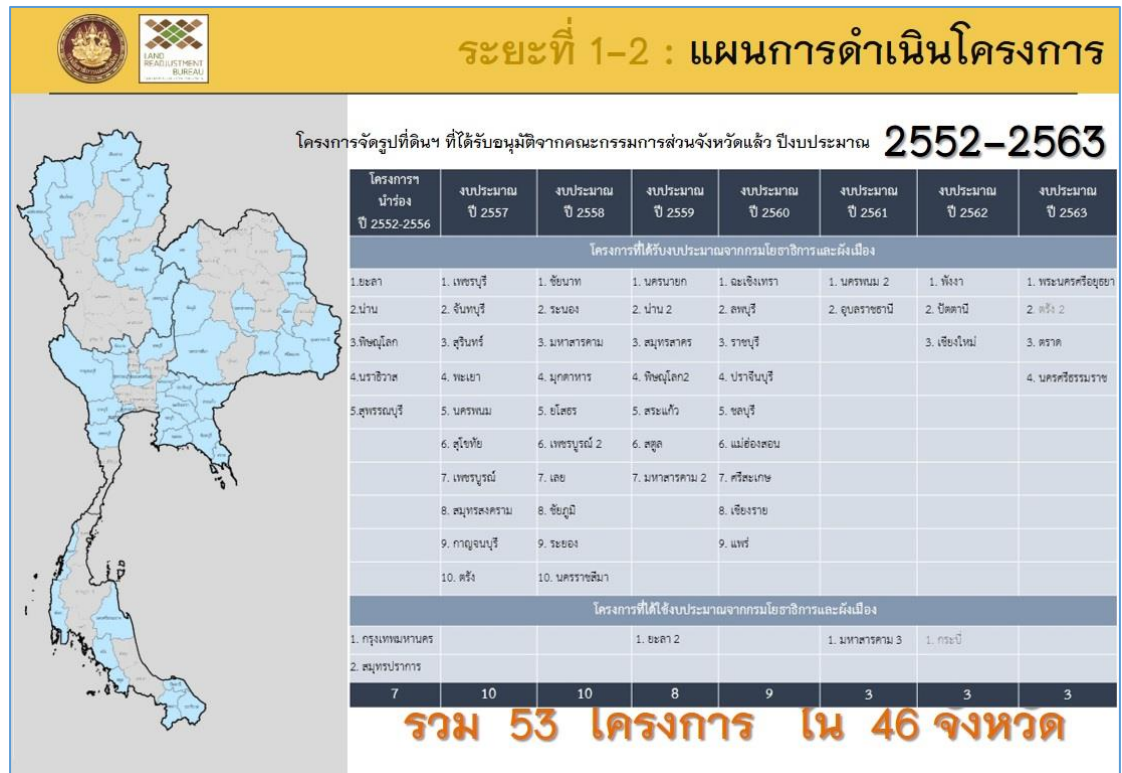 LAND
READJUSTMENT
BUREAU
ระยะที่ 1-2 : แผนการดำเนินโครงการ
โครงการจัดรูปที่ดินฯ ที่ได้รับอนุมัติจากคณะกรรมการส่วนจังหวัดแล้ว ปีงบประมาณ 2552-2563
โครงการฯ นำร่อง ปี 2552-2556 งบประมาณ ปี 2557 งบประมาณ ปี 2558 งบประมาณ ปี 2559 งบประมาณ ปี 2560 งบประมาณ ปี 2561 งบประมาณ ปี 2562 งบประมาณ ปี 2563
โครงการที่ได้รับงบประมาณจากกรมโยธาธิการและผังเมือง
1.ยะลา 1. เพชรบุรี 1. ชัยนาท 1. นครนายก 1. ฉะเชิงเทรา 1. นครพนม 2 1. พังงา 1. พระนครศรีอยุธยา
2.น่าน 2. จันทบุรี 2. ระนอง 2. น่าน 2 2. ลพบุรี 2. อุบลราชธานี 2. ปัตตานี 2. ตรัง 2
3.พิษณุโลก 3. สุรินทร์ 3. มหาสารคาม 3. สมุทรสาคร 3. ราชบุรี 3. เชียงใหม่ 3. ตราด
4.นราธิวาส 4. พะเยา 4. มุกดาหาร 4. พิษณุโลก2 4. ปราจีนบุรี 4. นครศรีธรรมราช
5.สุพรรณบุรี 5. นครพนม 5. ยโสธร 5. สระแก้ว 5. ชลบุรี
6. สุโขทัย 6. เพชรบูรณ์ 2 6. สตูล 6. แม่ฮ่องสอน
7. เพชรบูรณ์ 7. เลย 7. มหาสารคาม 2 7. ศรีสะเกษ
8. สมุทรสงคราม 8. ชัยภูมิ 8. เชียงราย
9. กาญจนบุรี 9. ระยอง 9. แพร่
10. ตรัง 10. นครราชสีมา
โครงการที่ได้ใช้งบประมาณจากกรมโยธาธิการและผังเมือง
1. กรุงเทพมหานคร 1. ยะลา 2 1. มหาสารคาม 3 1. กระบี่
2. สมุทรปราการ
7 10 10 8 9 3 3 3
รวม 53 โครงการ ใน 46 จังหวัด